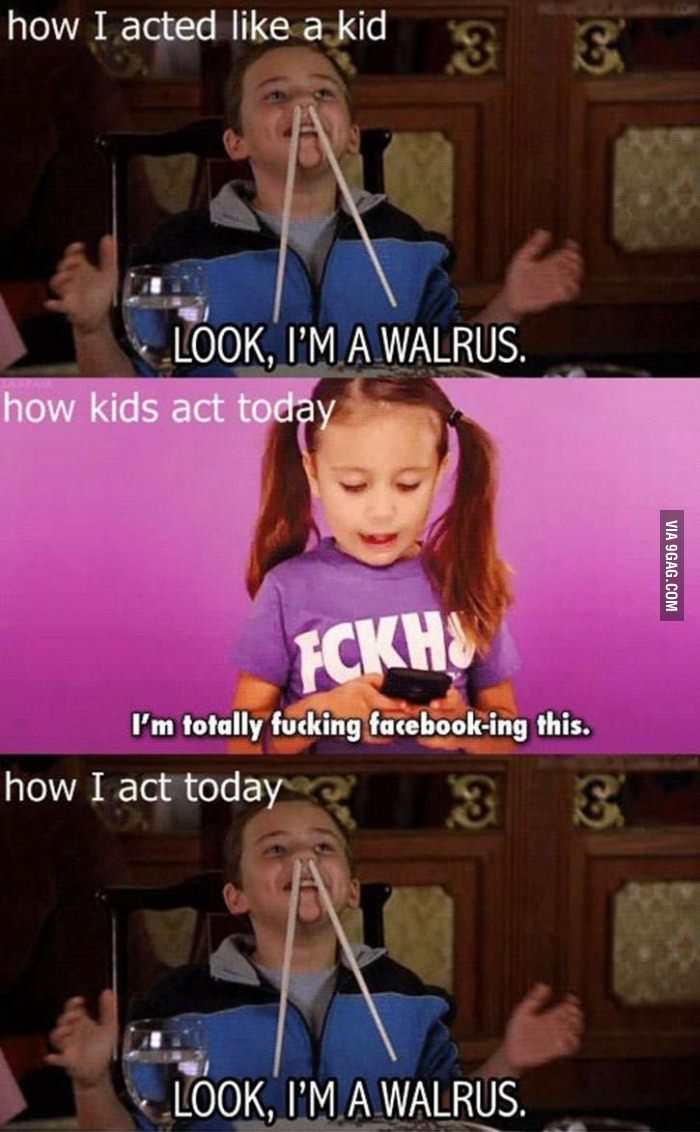 how I acted like a kid
LOOK, I'M A WALRUS.
how kids act today
VIA 9GAG.COM
FCKH
I'm totally fucking facebook-ing this.
how I act today
LOOK, I'M A WALRUS.